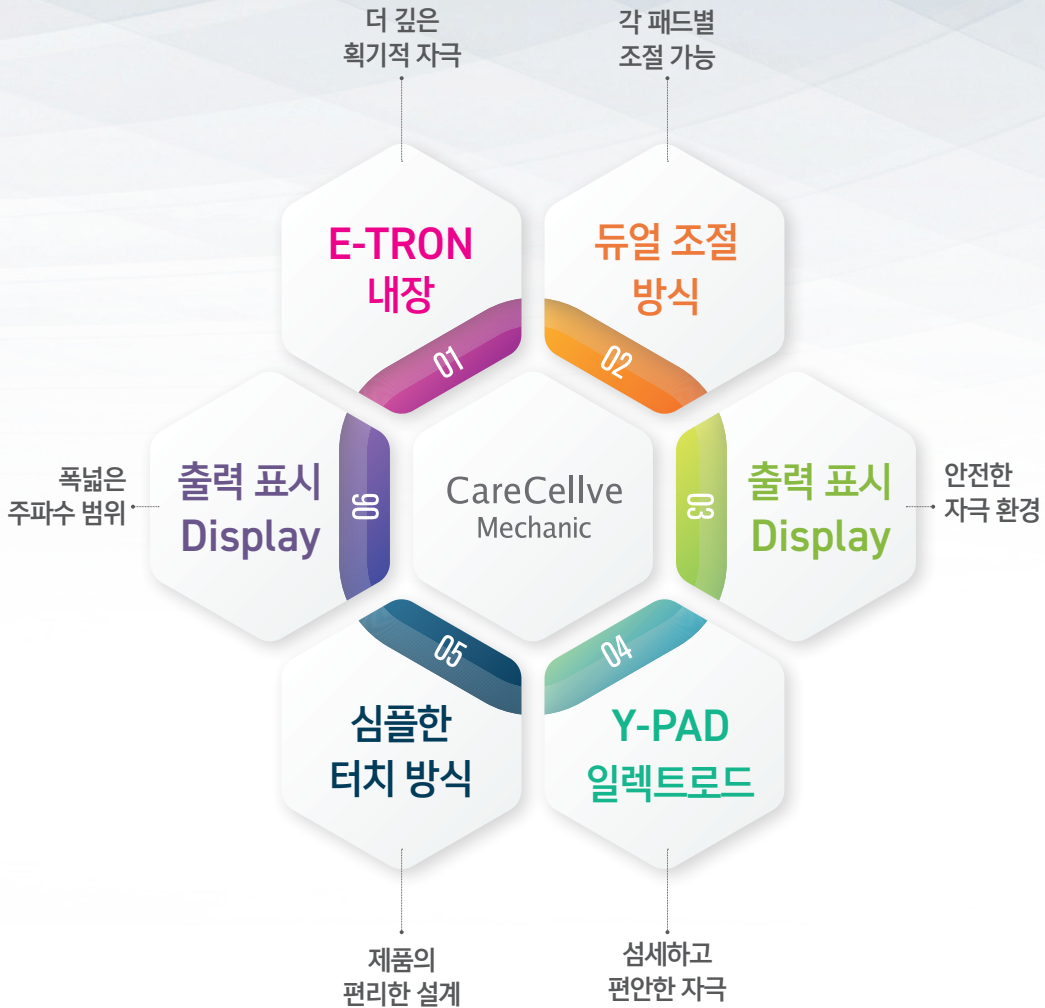 더 깊은
획기적 자극
각 패드별
조절 가능
E-TRON
내장
01
듀얼 조절
방식
02
폭넓은
주파수 범위
출력 표시
Display
06
CareCellve
Mechanic
03
출력 표시
Display
안전한
자극 환경
05
심플한
터치 방식
04
Y-PAD
일렉트로드
제품의
편리한 설계
섬세하고
편안한 자극